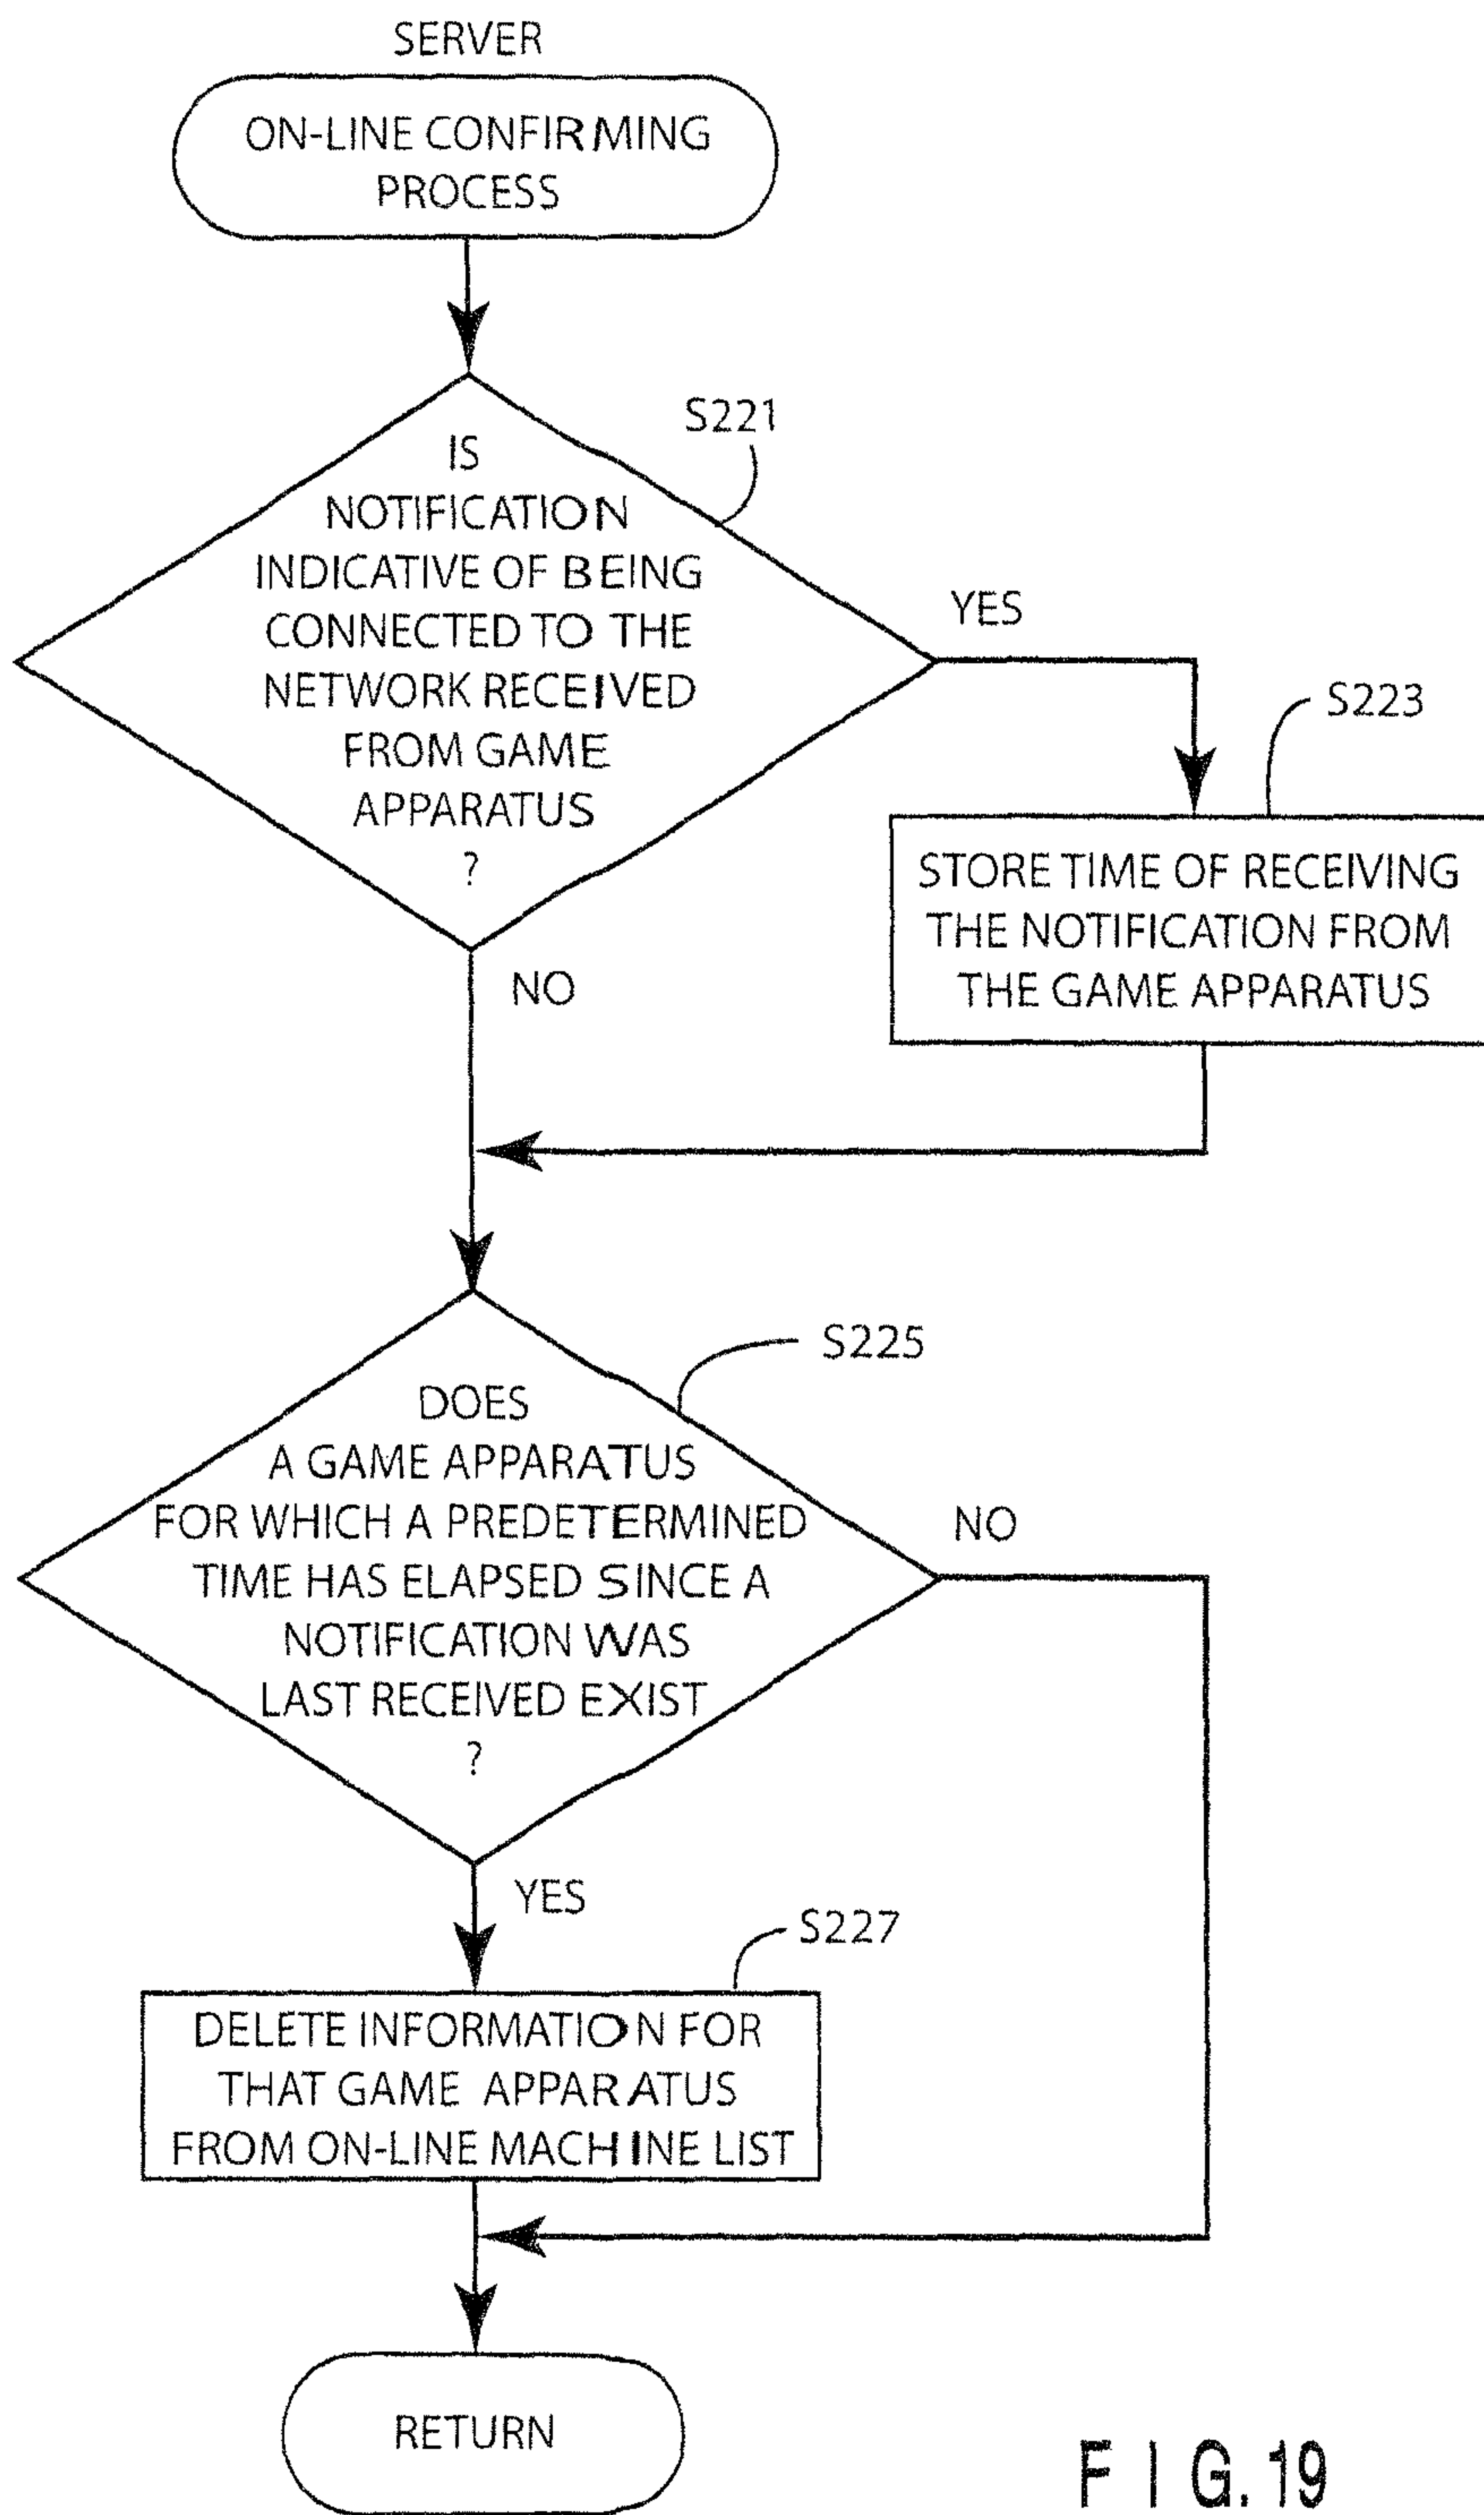 SERVER
ON-LINE CONFIRMING
PROCESS
S221
IS
NOTIFICATION
INDICATIVE OF BEING
CONNECTED TO THE
NETWORK RECEIVED
FROM GAME
APPARATUS
?
YES
S223
STORE TIME OF RECEIVING
THE NOTIFICATION FROM
THE GAME APPARATUS
NO
S225
DOES
A GAME APPARATUS
FOR WHICH A PREDETERMINED
TIME HAS ELAPSED SINCE A
NOTIFICATION WAS
LAST RECEIVED EXIST
?
NO
YES
S227
DELETE INFORMATION FOR
THAT GAME APPARATUS
FROM ON-LINE MACHINE LIST
RETURN
FIG.19